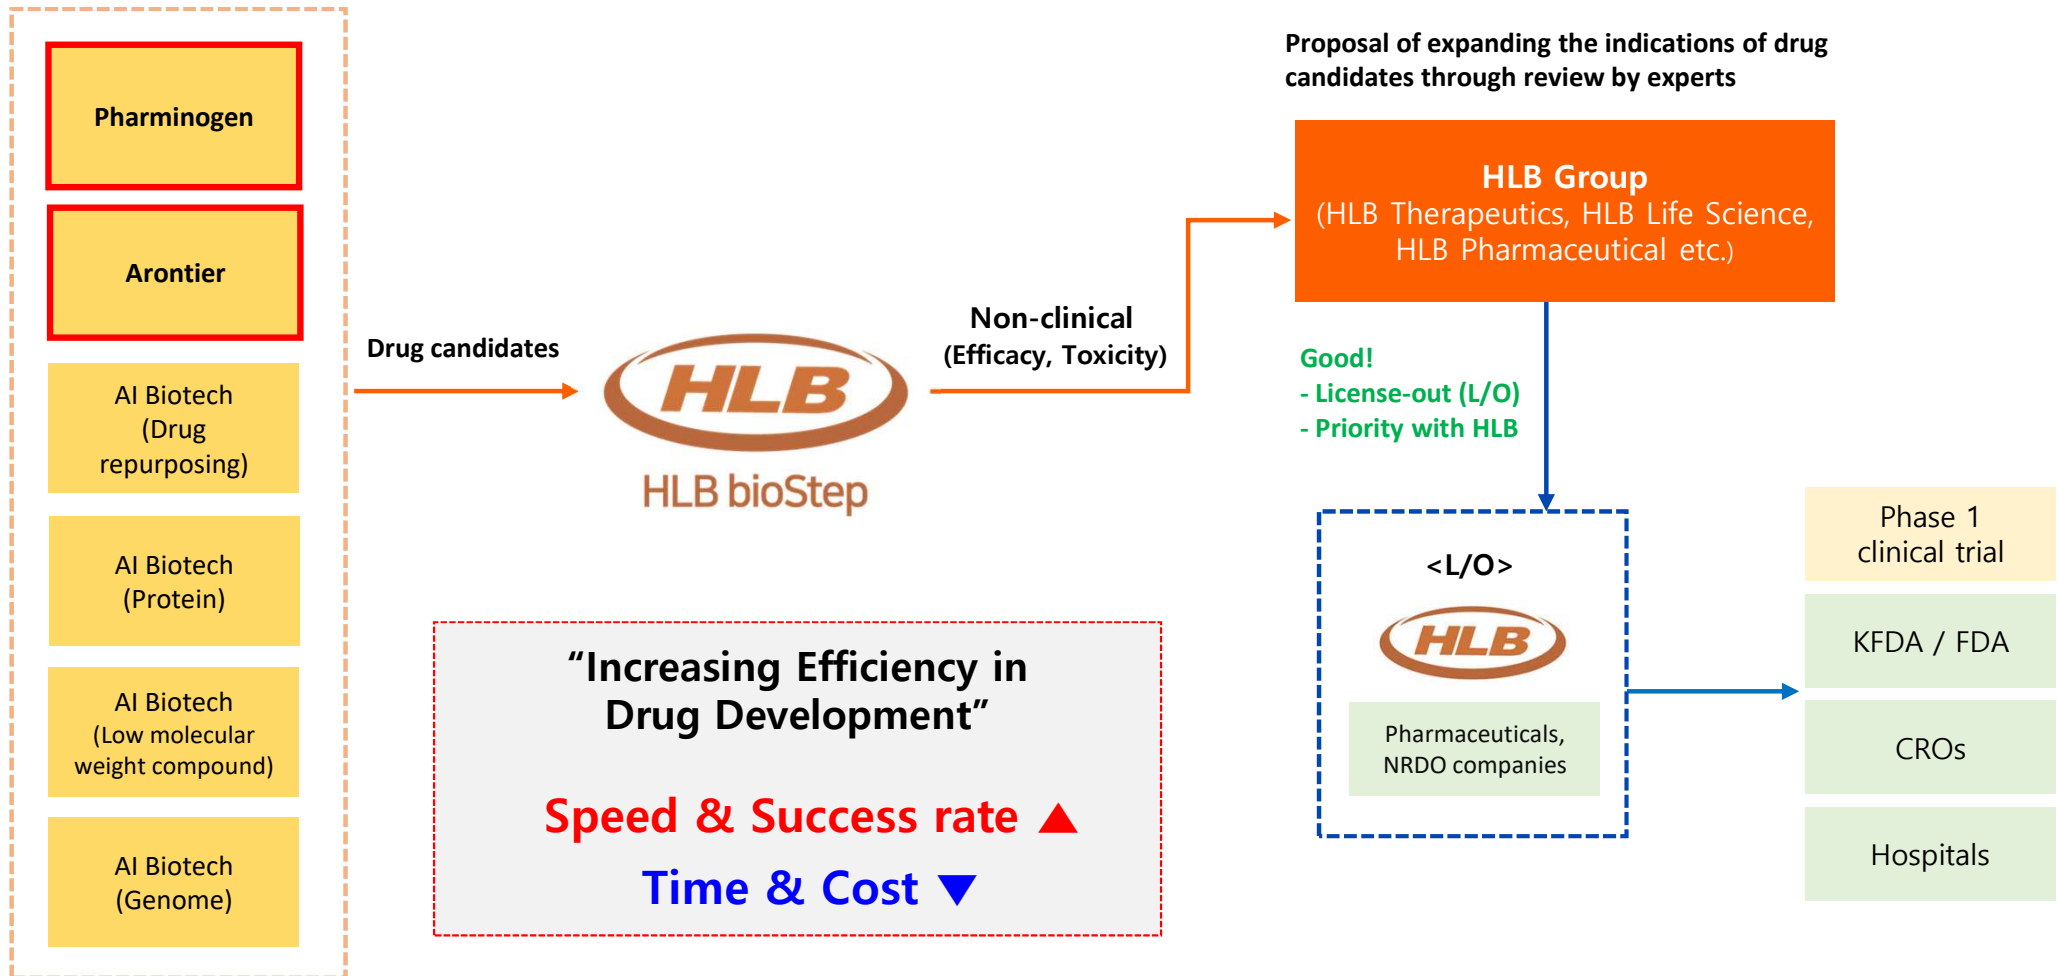 Pharminogen
Arontier
AI Biotech
(Drug
repurposing)
AI Biotech
(Protein)
AI Biotech
(Low molecular
weight compound)
AI Biotech
(Genome)
Drug candidates
HLB
HLB bioStep
Non-clinical
(Efficacy, Toxicity)
Proposal of expanding the indications of drug
candidates through review by experts
HLB Group
(HLB Therapeutics, HLB Life Science,
HLB Pharmaceutical etc.)
Good!
- License-out (L/O)
- Priority with HLB
<L/O>
HLB
Pharmaceuticals,
NRDO companies
Phase 1
clinical trial
KFDA / FDA
CROs
Hospitals
“Increasing Efficiency in
Drug Development”
Speed & Success rate ▲
Time & Cost ▼